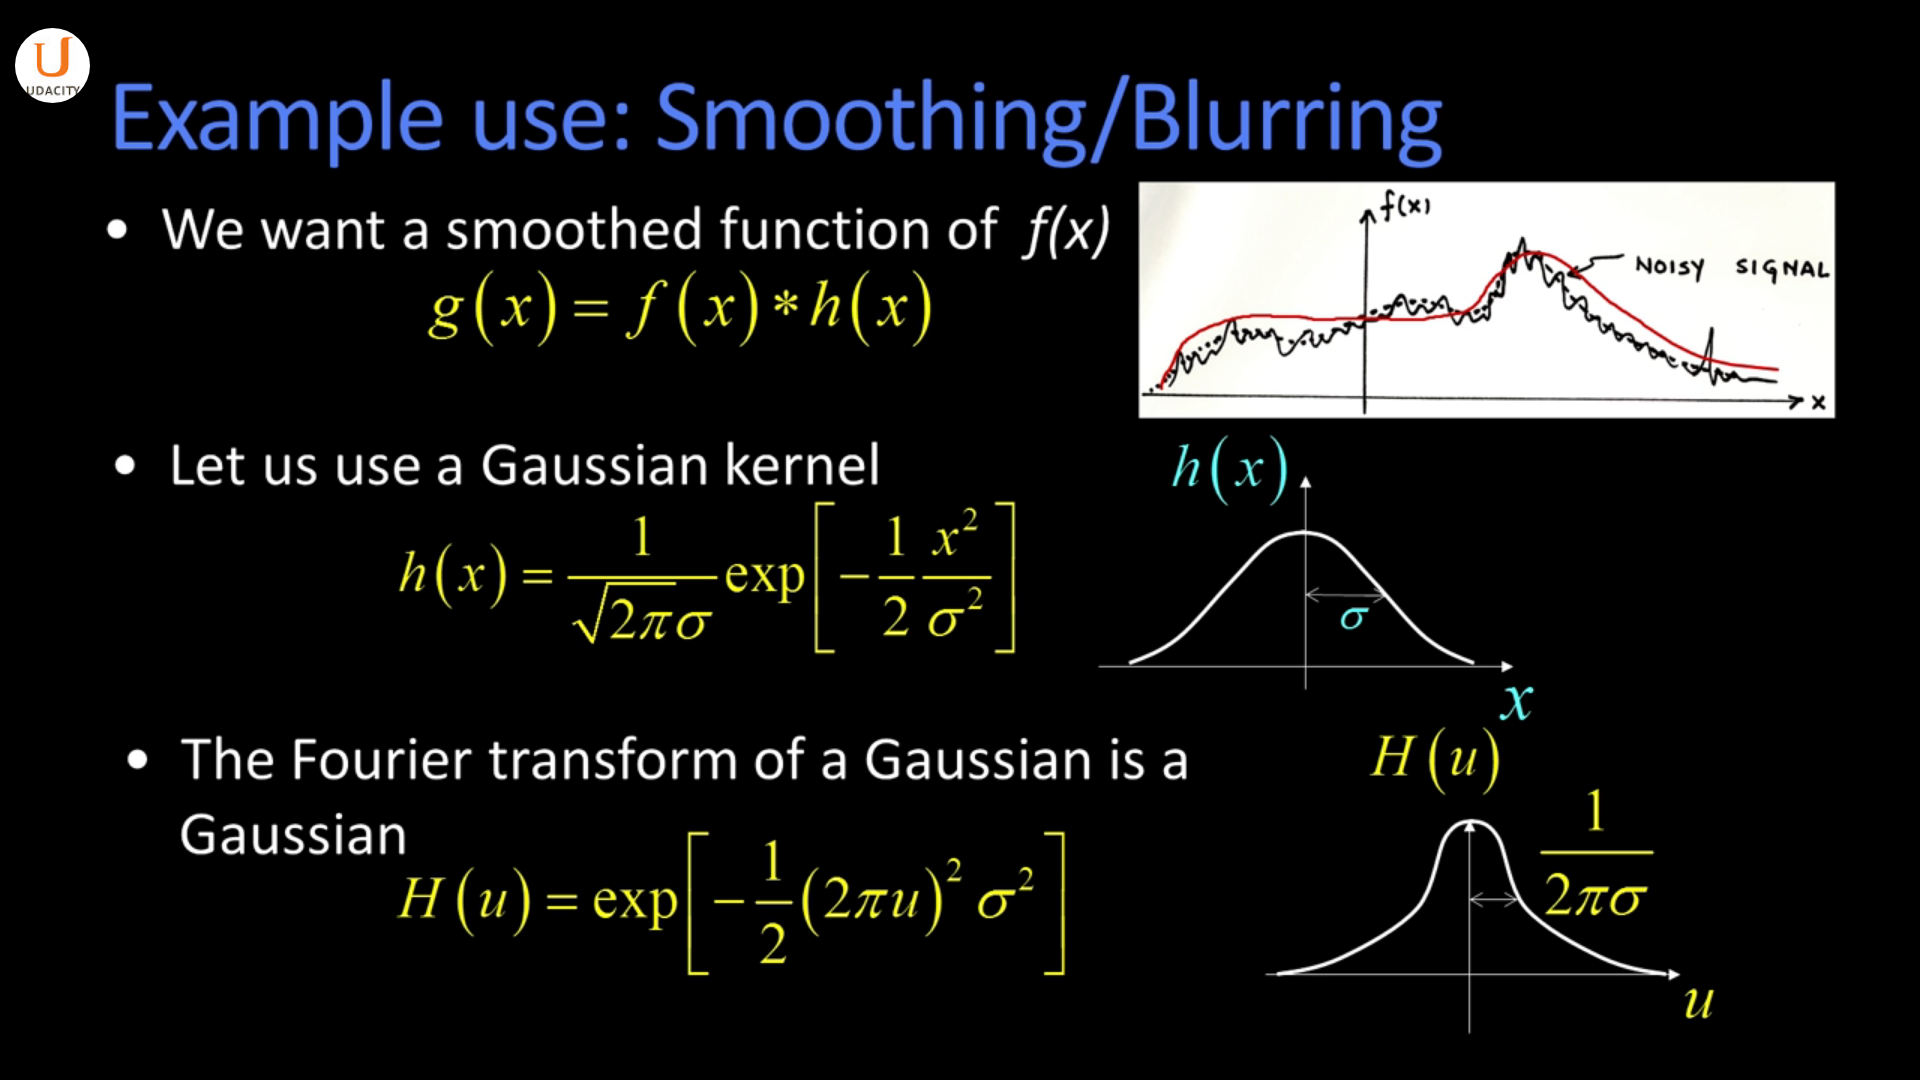 U
UDACITY
Example use: Smoothing/Blurring
• We want a smoothed function of f(x)
g(x) = f(x) * h(x)
f(x)
NOISY SIGNAL
x
• Let us use a Gaussian kernel
h(x) = 1/(√2π σ) exp[ - 1/2 x²/σ² ]
h(x)
σ
x
• The Fourier transform of a Gaussian is a
Gaussian
H(u) = exp[ - 1/2 (2πu)² σ² ]
H(u)
1/(2πσ)
u